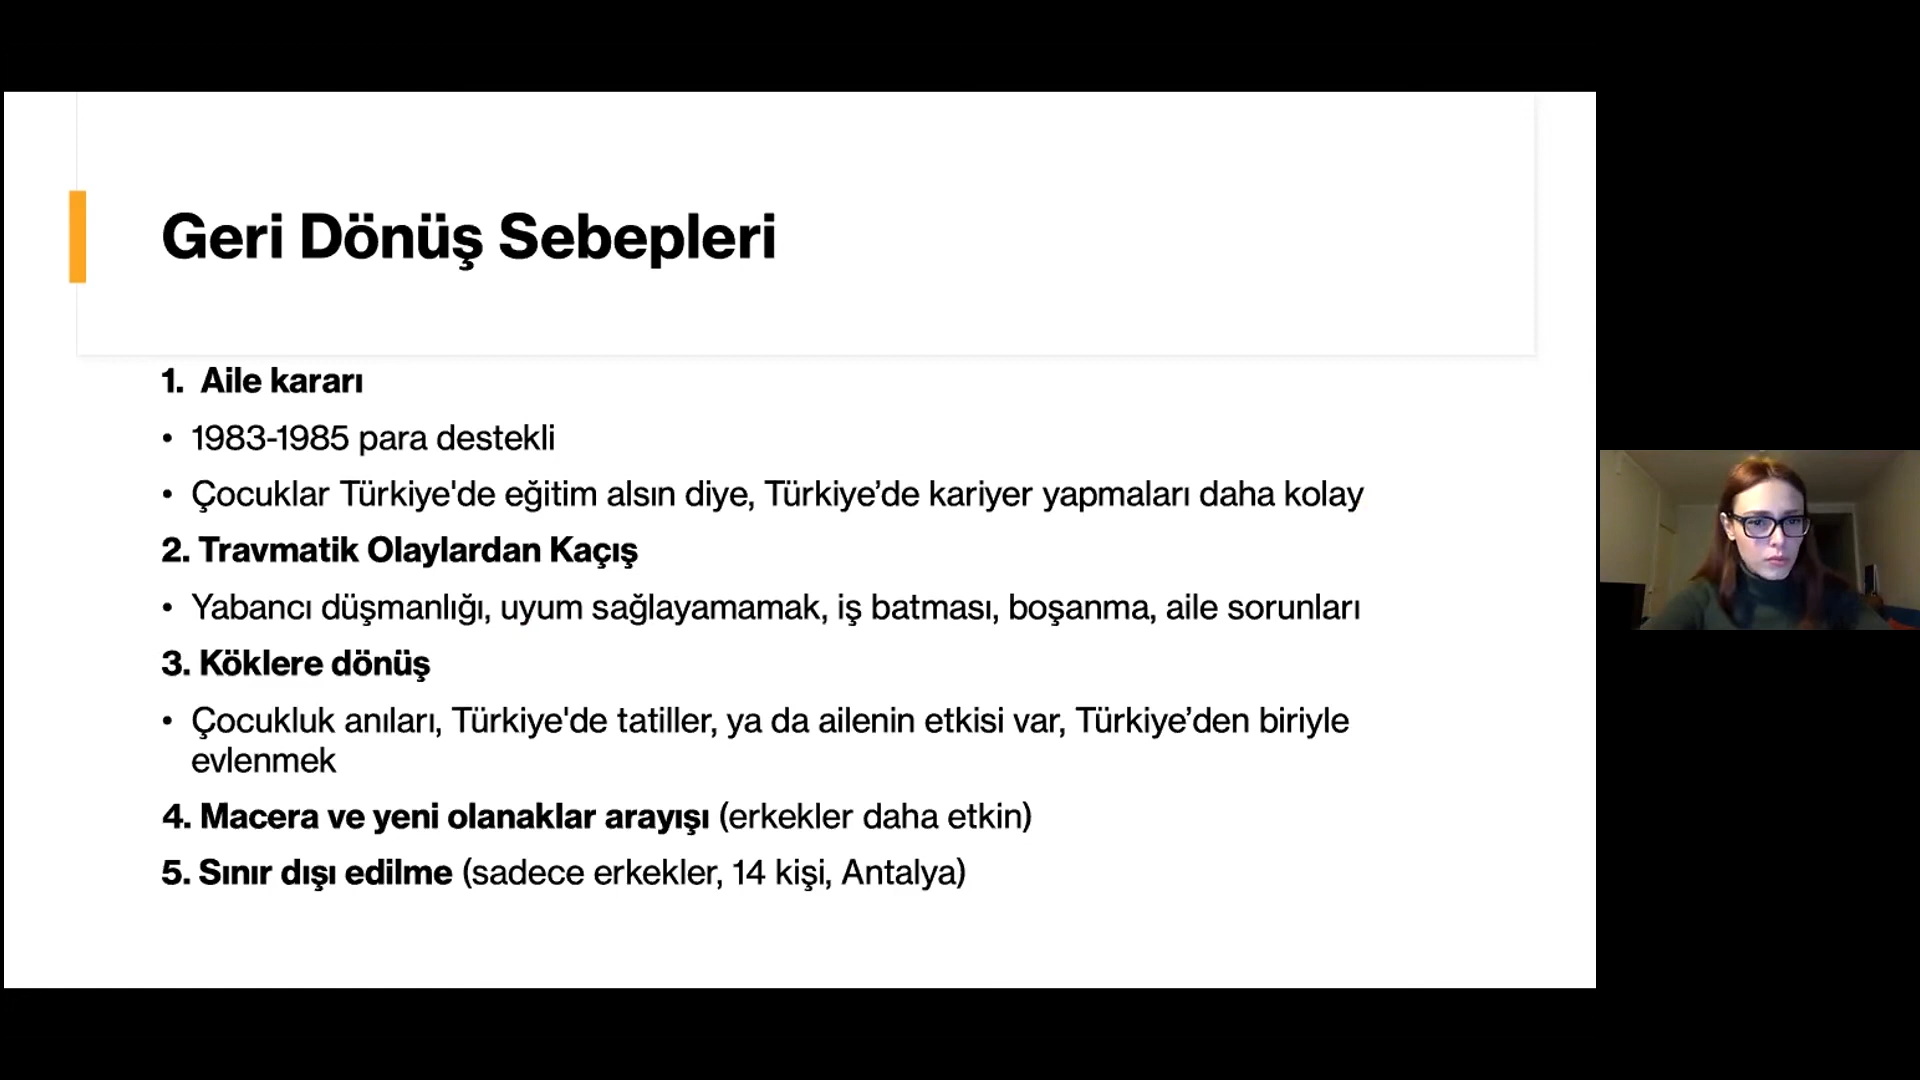 Geri Dönüş Sebepleri
1. Aile kararı
• 1983-1985 para destekli
• Çocuklar Türkiye'de eğitim alsın diye, Türkiye’de kariyer yapmaları daha kolay
2. Travmatik Olaylardan Kaçış
• Yabancı düşmanlığı, uyum sağlayamamak, iş batması, boşanma, aile sorunları
3. Köklere dönüş
• Çocukluk anıları, Türkiye'de tatiller, ya da ailenin etkisi var, Türkiye’den biriyle
evlenmek
4. Macera ve yeni olanaklar arayışı (erkekler daha etkin)
5. Sınır dışı edilme (sadece erkekler, 14 kişi, Antalya)